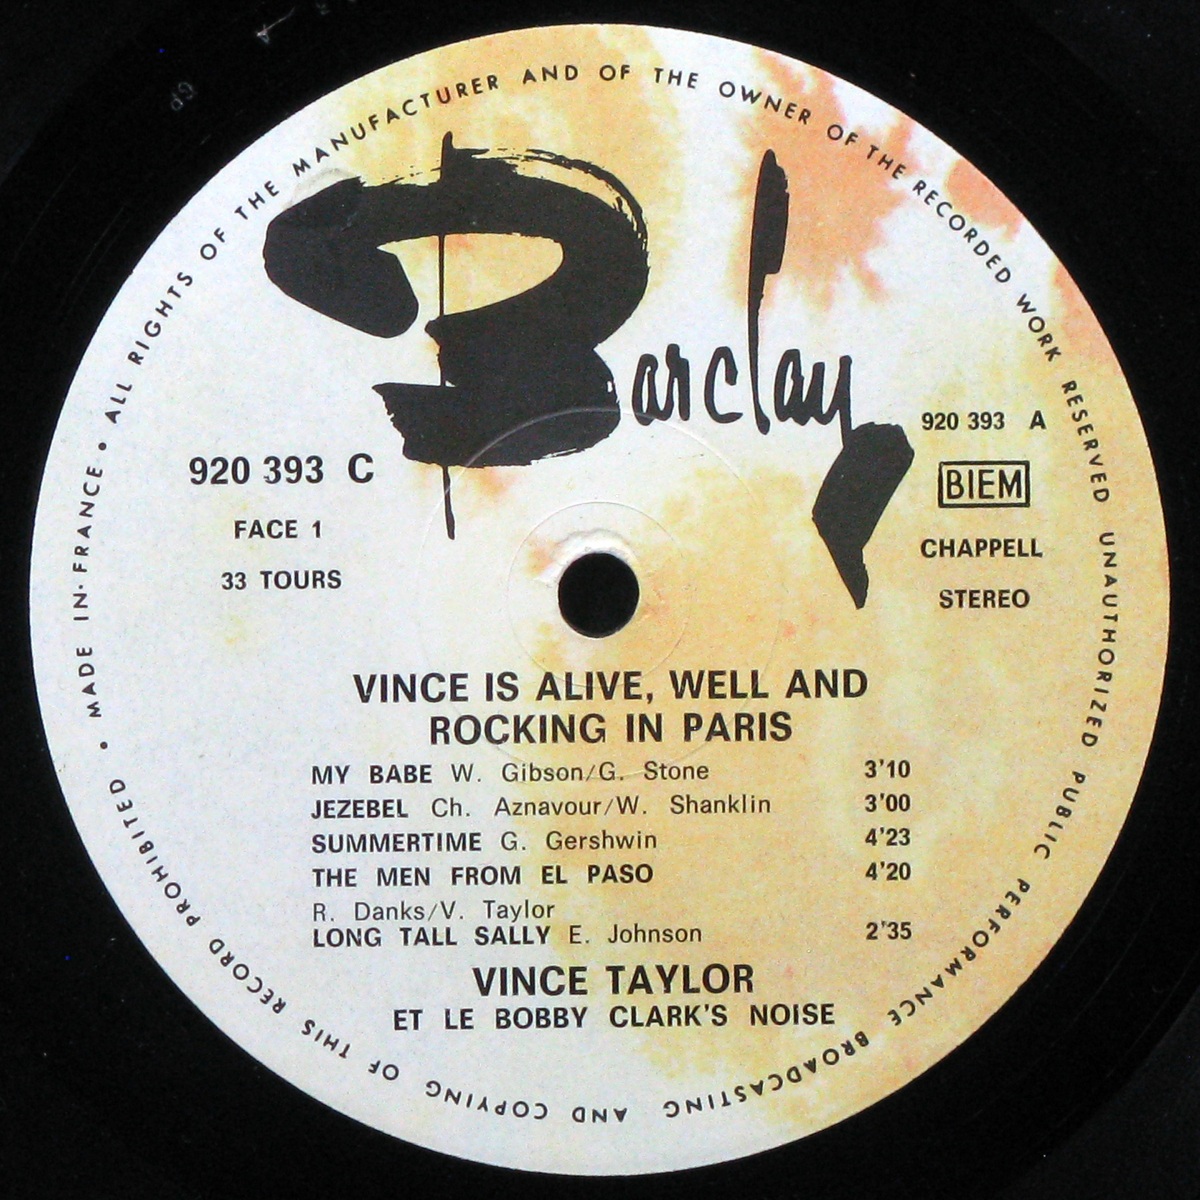 • MADE IN·FRANCE • ALL RIGHTS OF THE MANUFACTURER AND OF THE OWNER OF THE RECORDED WORK RESERVED UNAUTHORIZED PUBLIC PERFORMANCE BROADCASTING AND COPYING OF THIS RECORD PROHIBITED
GP
Barclay
920 393 C
FACE 1
33 TOURS
920 393 A
BIEM
CHAPPELL
STEREO
VINCE IS ALIVE, WELL AND
ROCKING IN PARIS
MY BABE W. Gibson/G. Stone 3'10
JEZEBEL Ch. Aznavour/W. Shanklin 3'00
SUMMERTIME G. Gershwin 4'23
THE MEN FROM EL PASO 4'20
R. Danks/V. Taylor
LONG TALL SALLY E. Johnson 2'35
VINCE TAYLOR
ET LE BOBBY CLARK'S NOISE